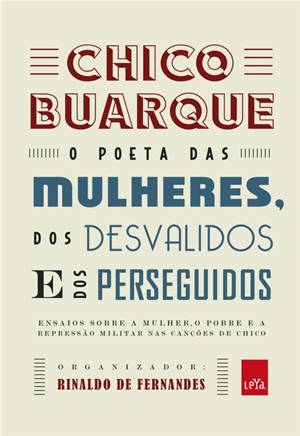 CHICO
BUARQUE
O POETA DAS
MULHERES,
DOS DESVALIDOS
E DOS PERSEGUIDOS
ENSAIOS SOBRE A MULHER, O POBRE E A
REPRESSÃO MILITAR NAS CANÇÕES DE CHICO
ORGANIZADOR:
RINALDO DE FERNANDES
LeYa